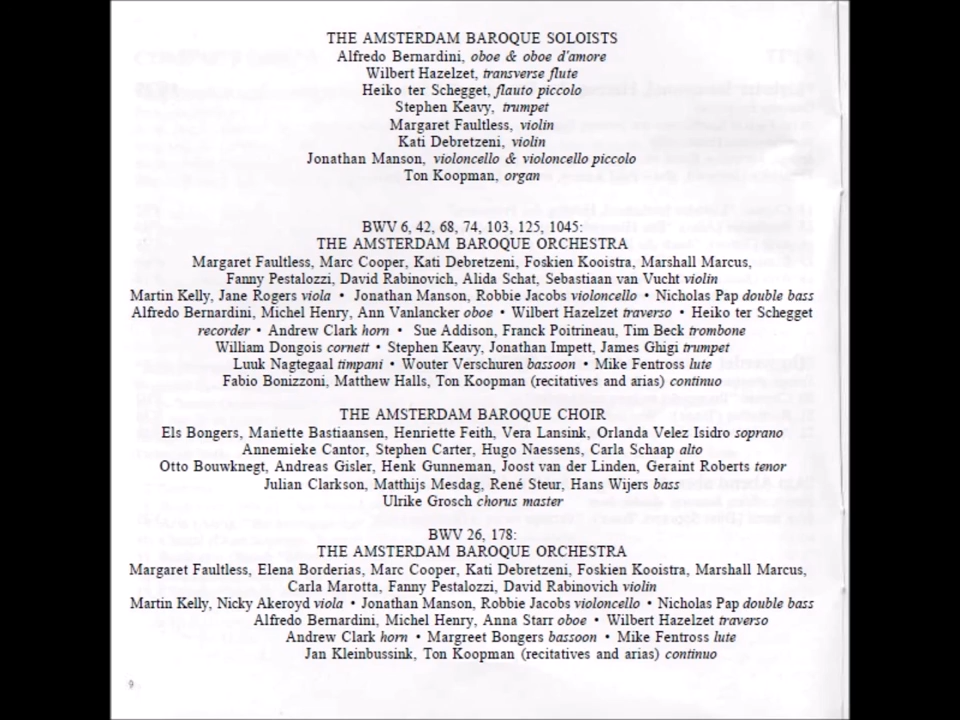 THE AMSTERDAM BAROQUE SOLOISTS
Alfredo Bernardini, oboe & oboe d'amore
Wilbert Hazelzet, transverse flute
Heiko ter Schegget, flauto piccolo
Stephen Keavy, trumpet
Margaret Faultless, violin
Kati Debretzeni, violin
Jonathan Manson, violoncello & violoncello piccolo
Ton Koopman, organ
BWV 6, 42, 68, 74, 103, 125, 1045:
THE AMSTERDAM BAROQUE ORCHESTRA
Margaret Faultless, Marc Cooper, Kati Debretzeni, Foskien Kooistra, Marshall Marcus,
Fanny Pestalozzi, David Rabinovich, Alida Schat, Sebastiaan van Vucht violin
Martin Kelly, Jane Rogers viola • Jonathan Manson, Robbie Jacobs violoncello • Nicholas Pap double bass
Alfredo Bernardini, Michel Henry, Ann Vanlancker oboe • Wilbert Hazelzet traverso • Heiko ter Schegget
recorder • Andrew Clark horn • Sue Addison, Franck Poitrineau, Tim Beck trombone
William Dongois cornett • Stephen Keavy, Jonathan Impett, James Ghigi trumpet
Luuk Nagtegaal timpani • Wouter Verschuren bassoon • Mike Fentross lute
Fabio Bonizzoni, Matthew Halls, Ton Koopman (recitatives and arias) continuo
THE AMSTERDAM BAROQUE CHOIR
Els Bongers, Mariette Bastiaansen, Henriette Feith, Vera Lansink, Orlanda Velez Isidro soprano
Annemieke Cantor, Stephen Carter, Hugo Naessens, Carla Schaap alto
Otto Bouwknegt, Andreas Gisler, Henk Gunneman, Joost van der Linden, Geraint Roberts tenor
Julian Clarkson, Matthijs Mesdag, René Steur, Hans Wijers bass
Ulrike Grosch chorus master
BWV 26, 178:
THE AMSTERDAM BAROQUE ORCHESTRA
Margaret Faultless, Elena Borderias, Marc Cooper, Kati Debretzeni, Foskien Kooistra, Marshall Marcus,
Carla Marotta, Fanny Pestalozzi, David Rabinovich violin
Martin Kelly, Nicky Akeroyd viola • Jonathan Manson, Robbie Jacobs violoncello • Nicholas Pap double bass
Alfredo Bernardini, Michel Henry, Anna Starr oboe • Wilbert Hazelzet traverso
Andrew Clark horn • Margreet Bongers bassoon • Mike Fentross lute
Jan Kleinbussink, Ton Koopman (recitatives and arias) continuo
9